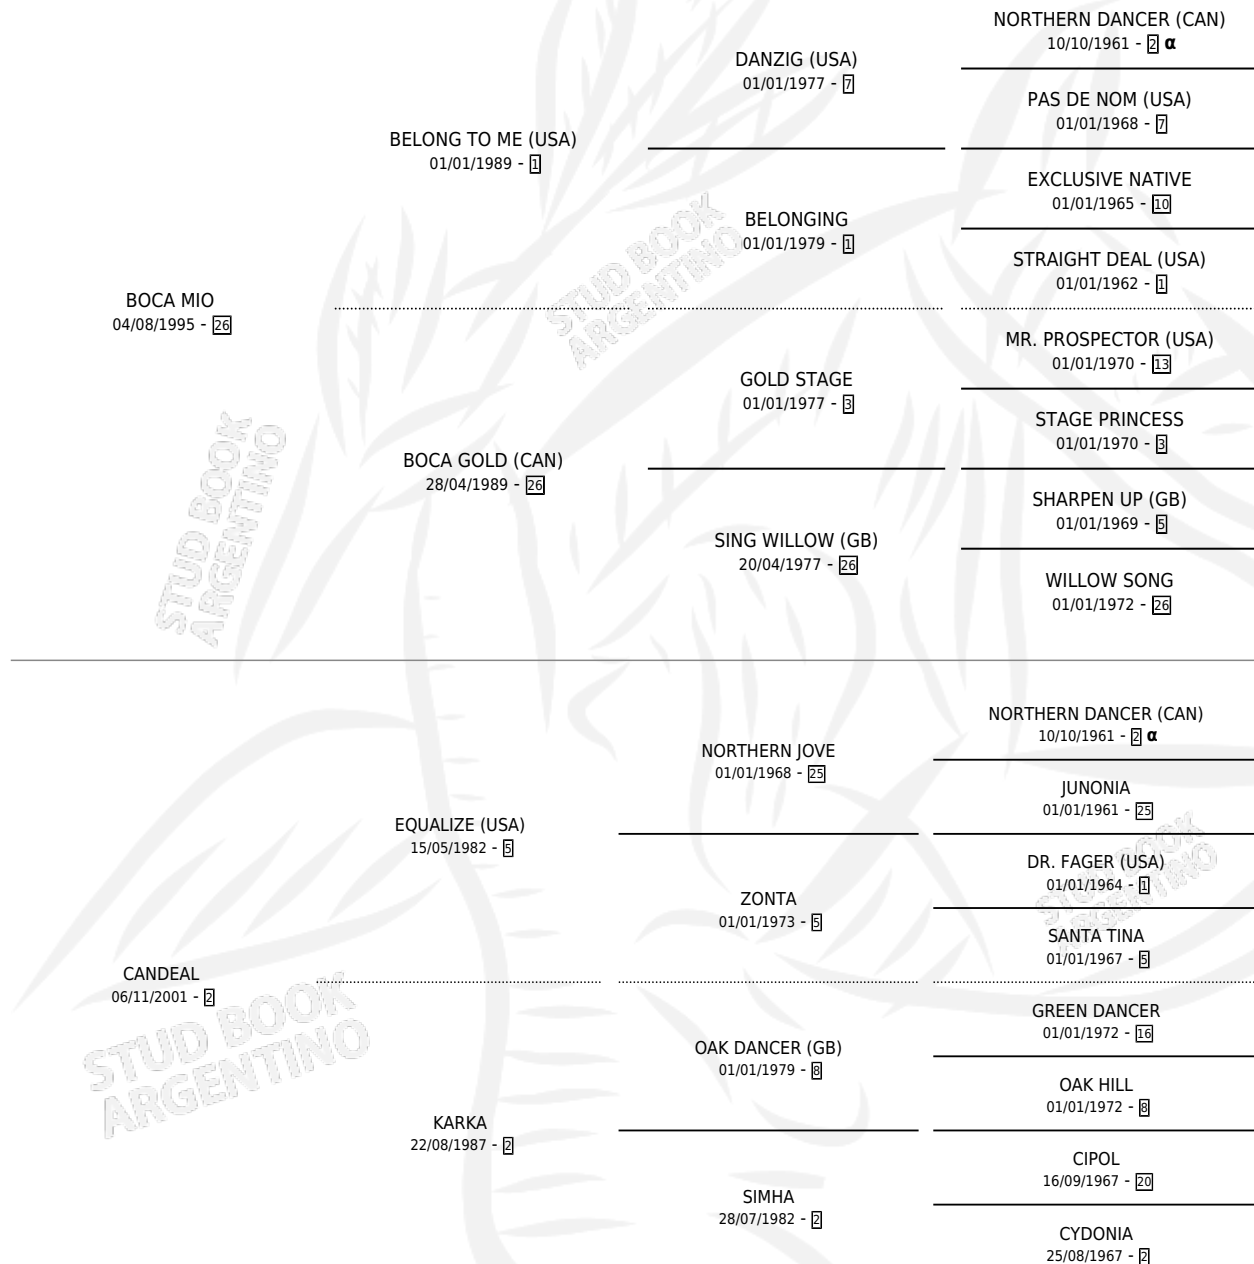 NORTHERN DANCER (CAN)
10/10/1961 - 2 α
DANZIG (USA)
01/01/1977 - 7
PAS DE NOM (USA)
01/01/1968 - 7
BELONG TO ME (USA)
01/01/1989 - 1
EXCLUSIVE NATIVE
01/01/1965 - 10
BELONGING
01/01/1979 - 1
STRAIGHT DEAL (USA)
01/01/1962 - 1
BOCA MIO
04/08/1995 - 26
MR. PROSPECTOR (USA)
01/01/1970 - 13
GOLD STAGE
01/01/1977 - 3
STAGE PRINCESS
01/01/1970 - 3
BOCA GOLD (CAN)
28/04/1989 - 26
SHARPEN UP (GB)
01/01/1969 - 5
SING WILLOW (GB)
20/04/1977 - 26
WILLOW SONG
01/01/1972 - 26
NORTHERN DANCER (CAN)
10/10/1961 - 2 α
NORTHERN JOVE
01/01/1968 - 25
JUNONIA
01/01/1961 - 25
EQUALIZE (USA)
15/05/1982 - 5
DR. FAGER (USA)
01/01/1964 - 1
ZONTA
01/01/1973 - 5
SANTA TINA
01/01/1967 - 5
CANDEAL
06/11/2001 - 2
GREEN DANCER
01/01/1972 - 16
OAK DANCER (GB)
01/01/1979 - 8
OAK HILL
01/01/1972 - 8
KARKA
22/08/1987 - 2
CIPOL
16/09/1967 - 20
SIMHA
28/07/1982 - 2
CYDONIA
25/08/1967 - 2
STUD BOOK
ARGENTINO
STUD BOOK
ARGENTINO
STUD BOOK
ARGENTINO
STUD BOOK
ARGENTINO